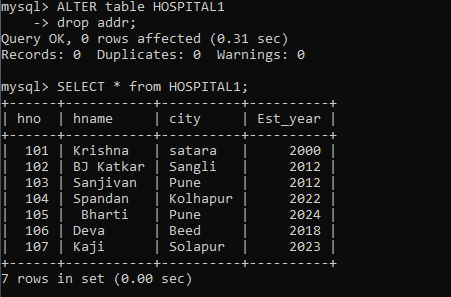 mysql> ALTER table HOSPITAL1
    -> drop addr;
Query OK, 0 rows affected (0.31 sec)
Records: 0  Duplicates: 0  Warnings: 0
mysql> SELECT * from HOSPITAL1;
+------+-----------+----------+----------+
| hno  | hname     | city     | Est_year |
+------+-----------+----------+----------+
|  101 | Krishna   | satara   |     2000 |
|  102 | BJ Katkar | Sangli   |     2012 |
|  103 | Sanjivan  | Pune     |     2012 |
|  104 | Spandan   | Kolhapur |     2022 |
|  105 |  Bharti   | Pune     |     2024 |
|  106 | Deva      | Beed     |     2018 |
|  107 | Kaji      | Solapur  |     2023 |
+------+-----------+----------+----------+
7 rows in set (0.00 sec)